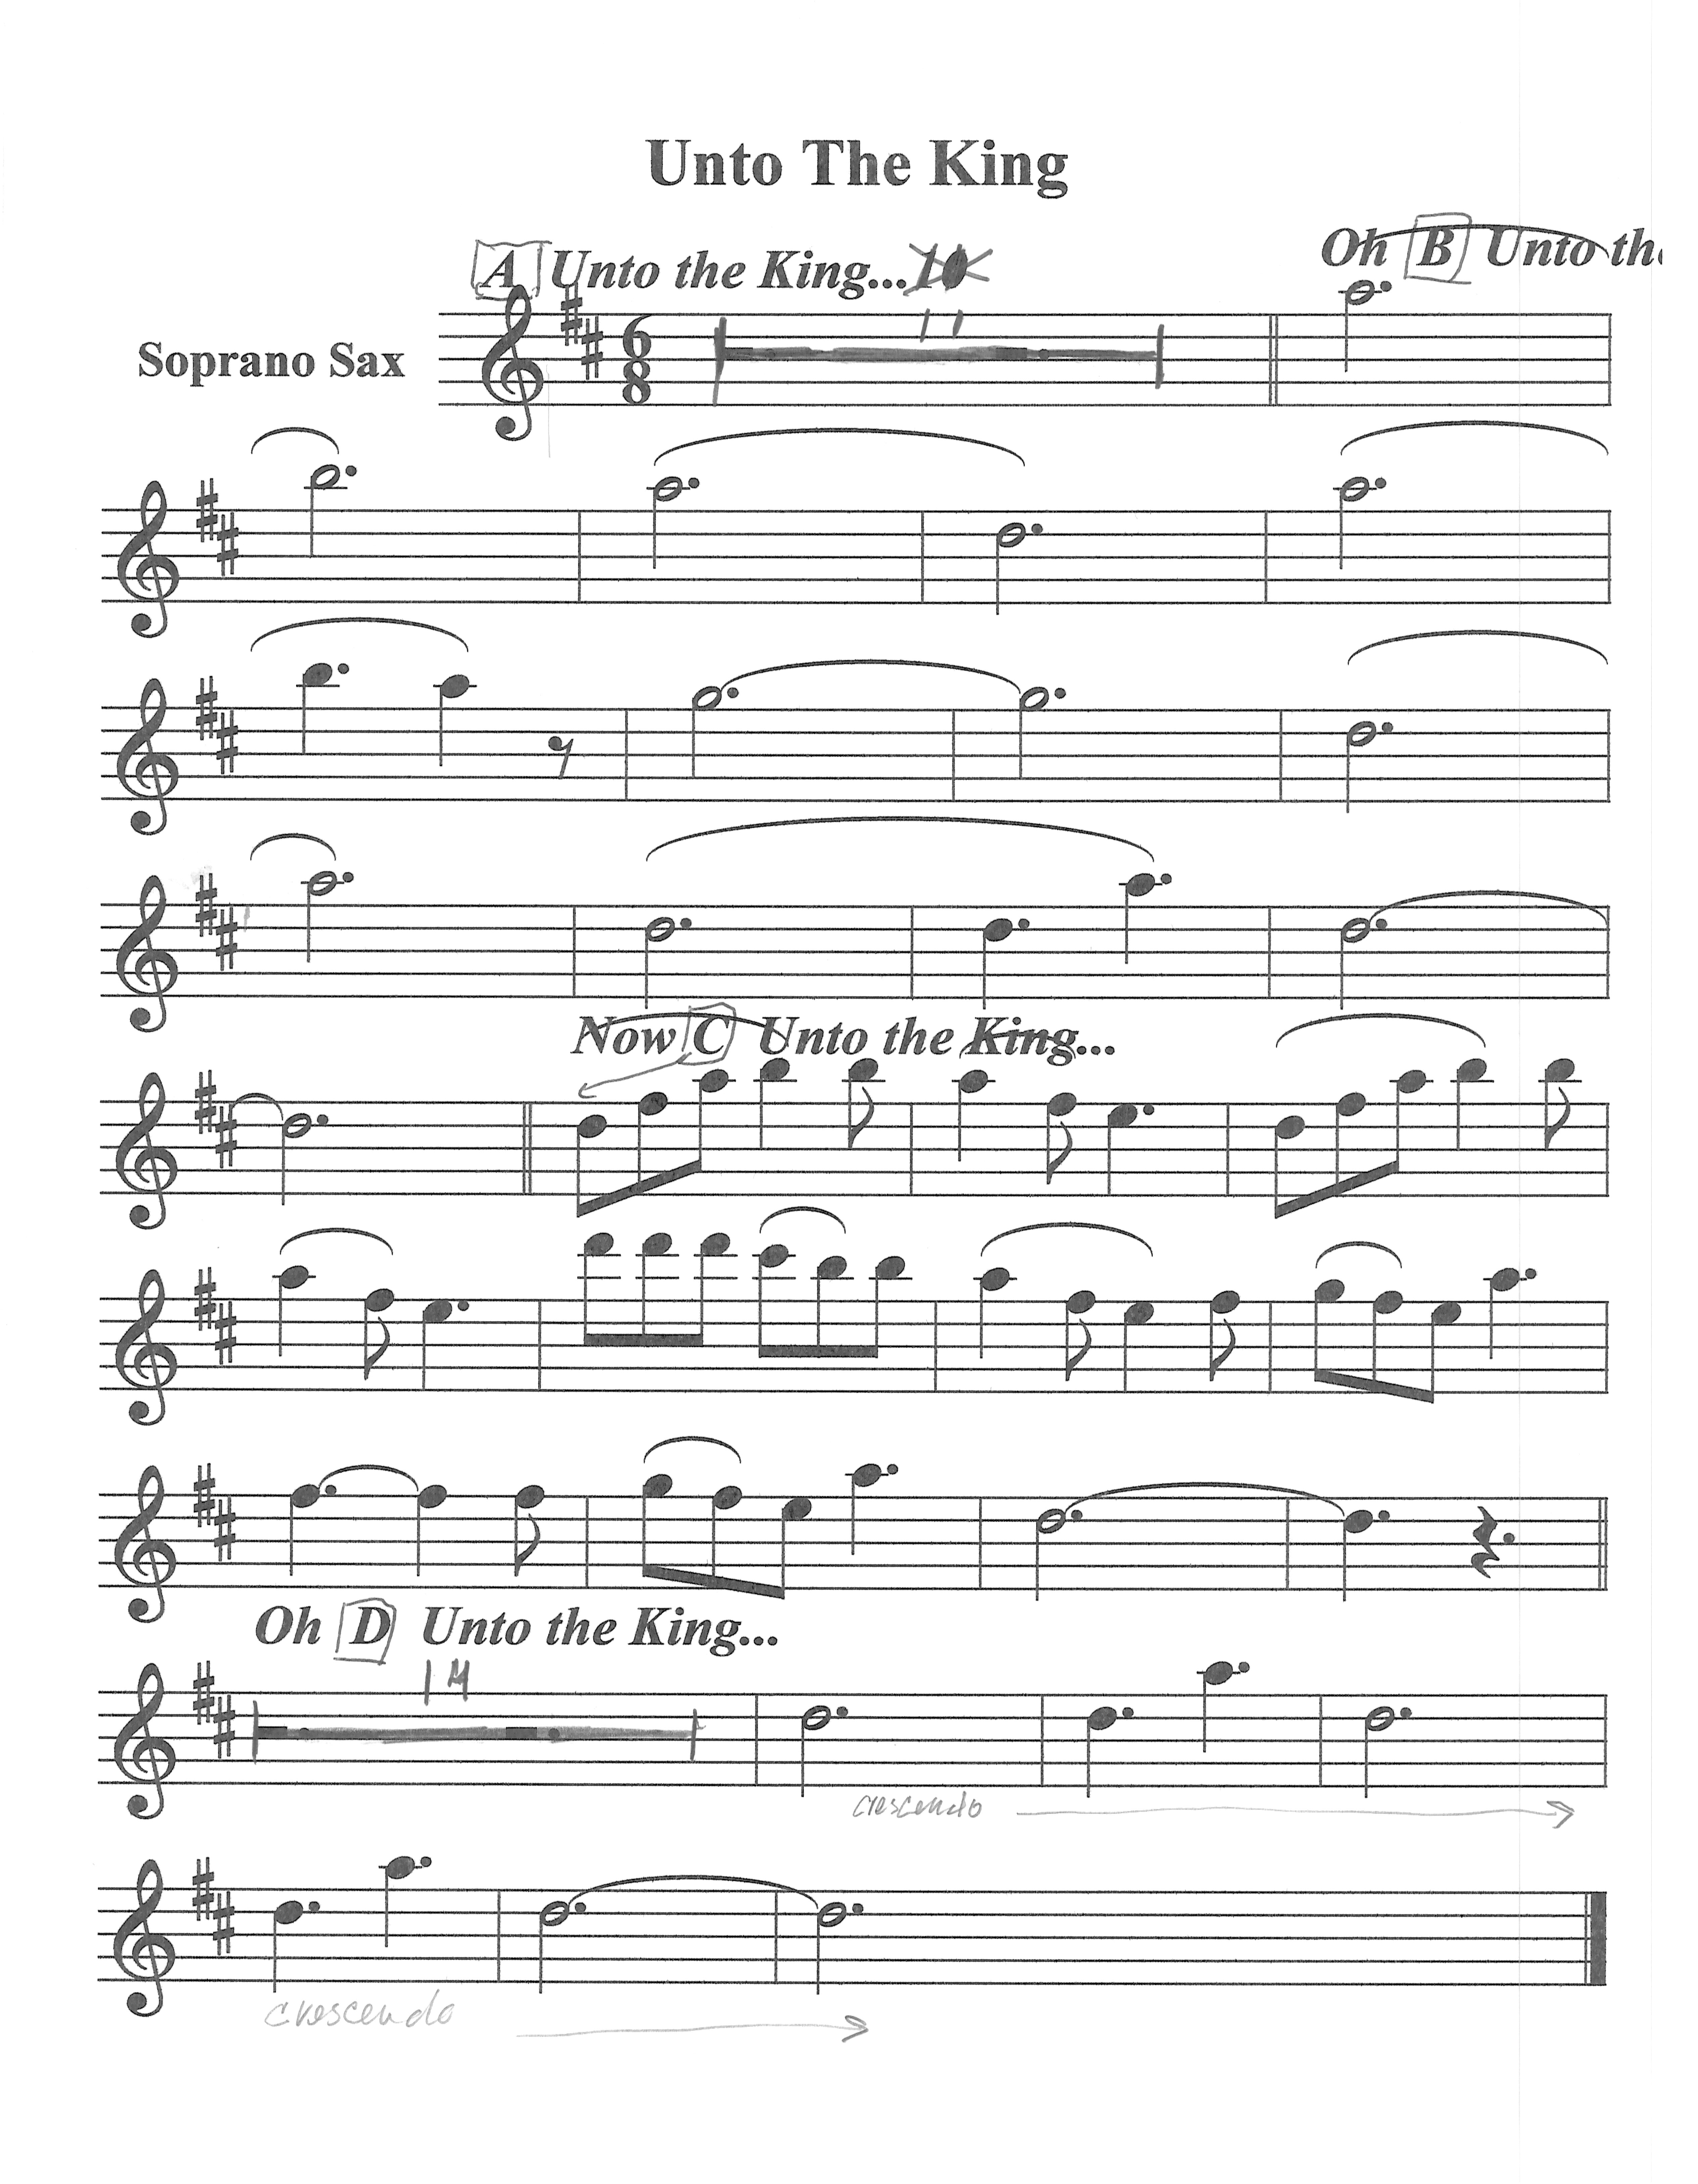 Unto The King
A Unto the King...10 Oh B Unto the
11
Soprano Sax
6
8
Now C Unto the King...
Oh D Unto the King...
14
crescendo
crescendo